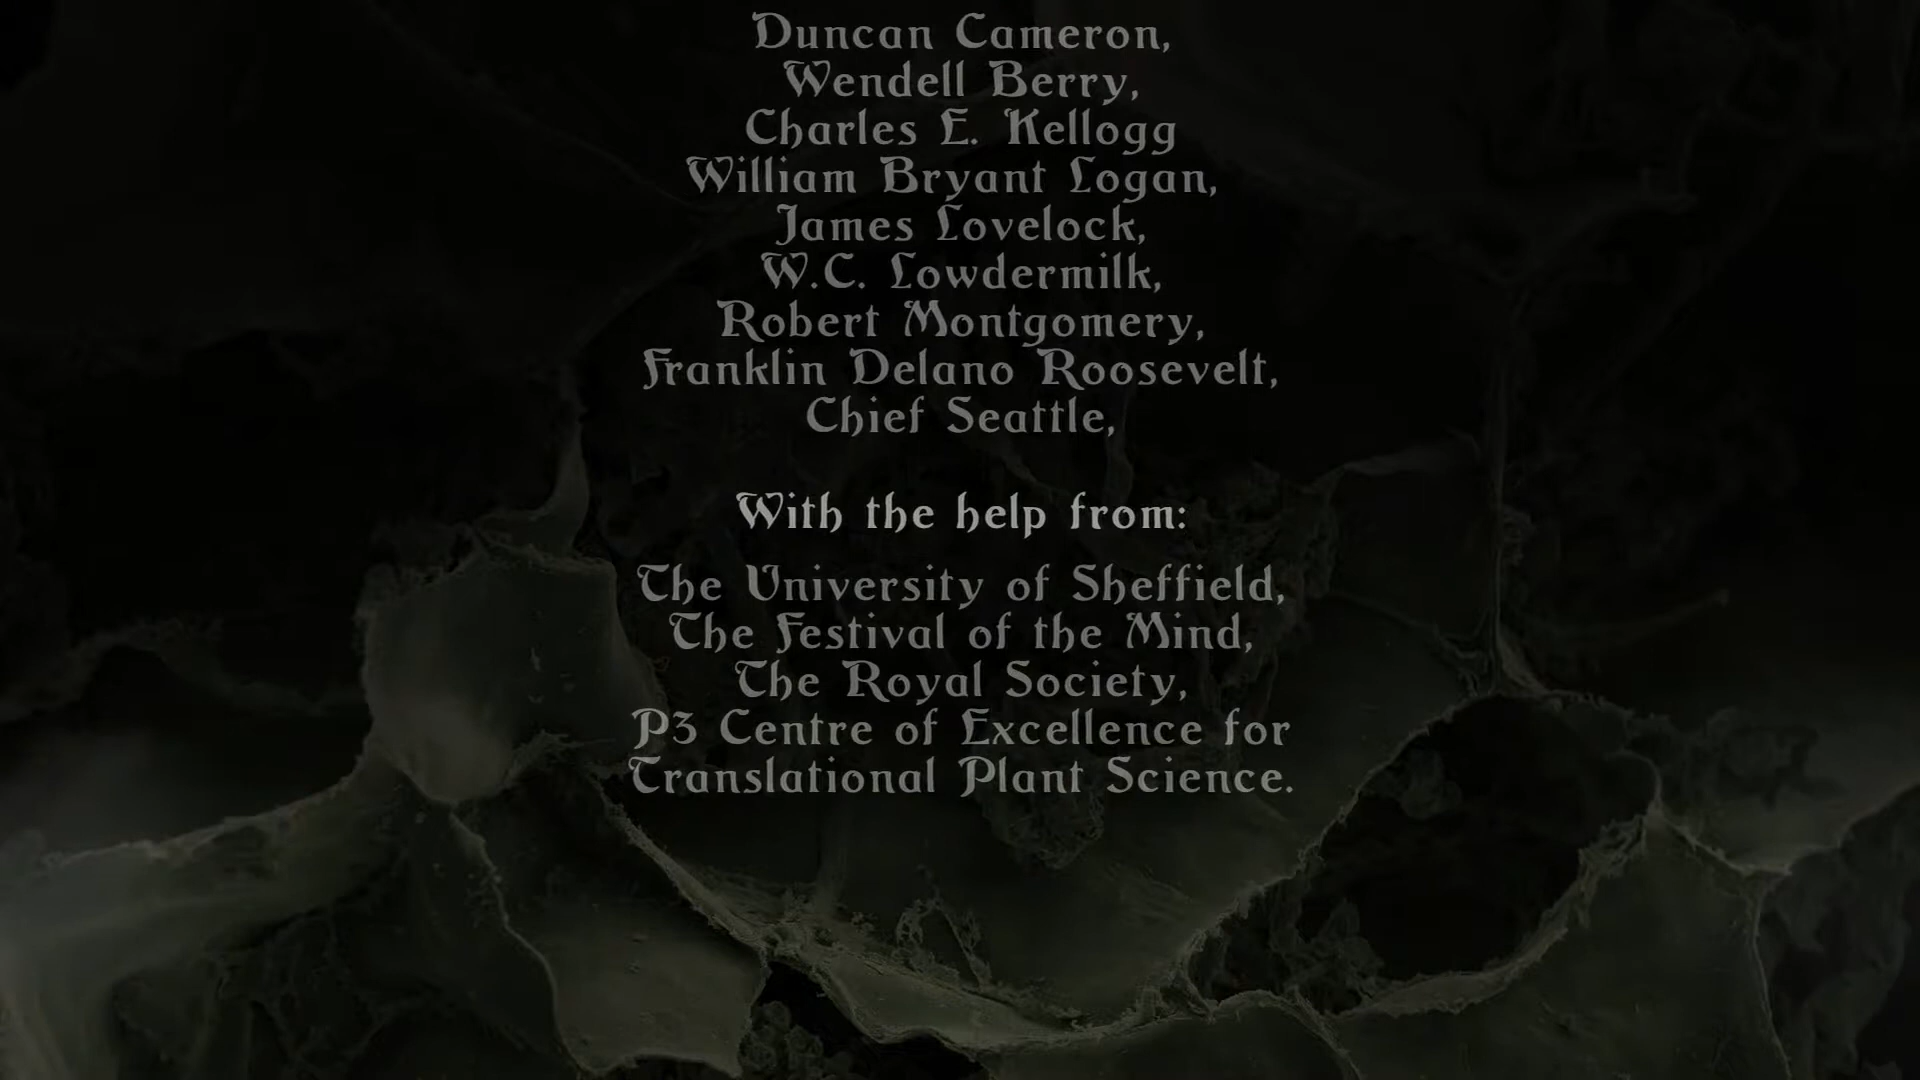 Duncan Cameron,
Wendell Berry,
Charles E. Kellogg
William Bryant Logan,
James Lovelock,
W.C. Lowdermilk,
Robert Montgomery,
Franklin Delano Roosevelt,
Chief Seattle,
With the help from:
The University of Sheffield,
The Festival of the Mind,
The Royal Society,
P3 Centre of Excellence for
Translational Plant Science.